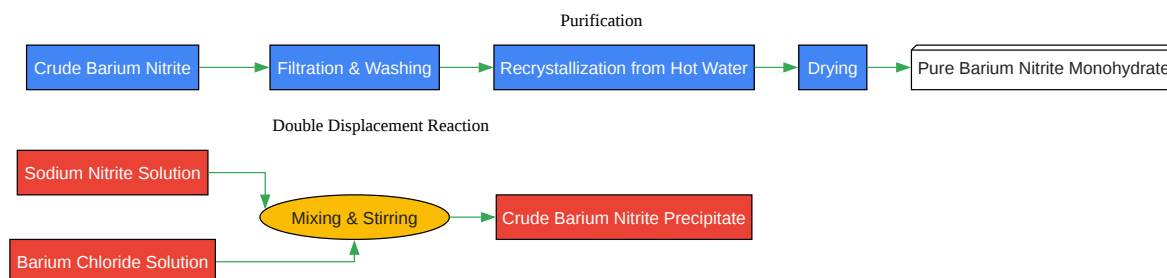 Purification
Crude Barium Nitrite
Filtration & Washing
Recrystallization from Hot Water
Drying
Pure Barium Nitrite Monohydrate
Double Displacement Reaction
Sodium Nitrite Solution
Mixing & Stirring
Crude Barium Nitrite Precipitate
Barium Chloride Solution